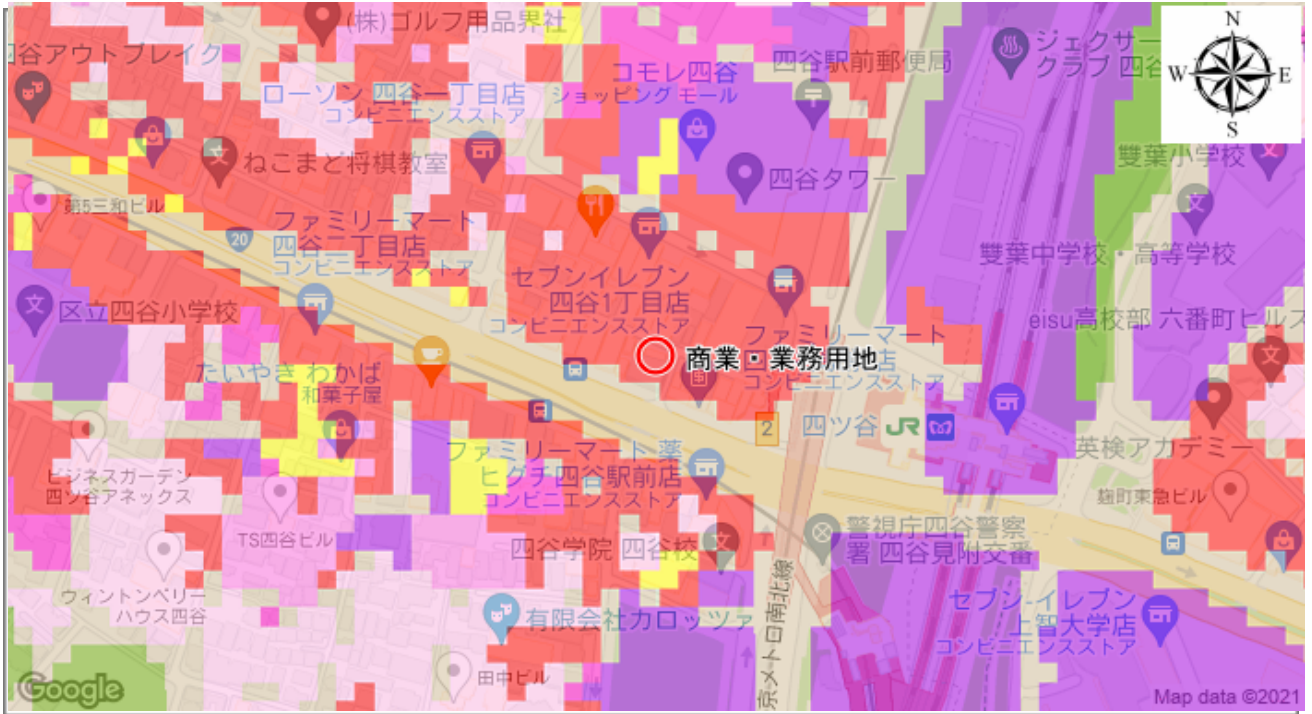 (株)ゴルフ用品界社
N
W
E
S
四谷アウトブレイク
コモレ四谷
ショッピング モール
四谷駅前郵便局
ジェクサー
クラブ 四谷
ローソン 四谷一丁目店
コンビニエンスストア
ねこまど将棋教室
四谷タワー
雙葉小学校
第5三和ビル
20
ファミリーマート
四谷二丁目店
コンビニエンスストア
雙葉中学校・高等学校
区立四谷小学校
セブンイレブン
四谷1丁目店
コンビニエンスストア
eisu高校部 六番町ヒルズ
ファミリーマート
店
コンビニエンスストア
商業・業務用地
たいやき わかば
和菓子屋
2
四ツ谷 JR
英検アカデミー
ビジネスガーデン
四ツ谷アネックス
ファミリーマート 薬
ヒグチ四谷駅前店
コンビニエンスストア
麹町東急ビル
TS四谷ビル
四谷学院 四谷校
警視庁四谷警察
署 四谷見附交番
ウィントンベリー
ハウス四谷
有限会社カロッツァ
京メトロ南北線
セブン-イレブン
上智大学店
コンビニエンスストア
田中ビル
Google
Map data ©2021